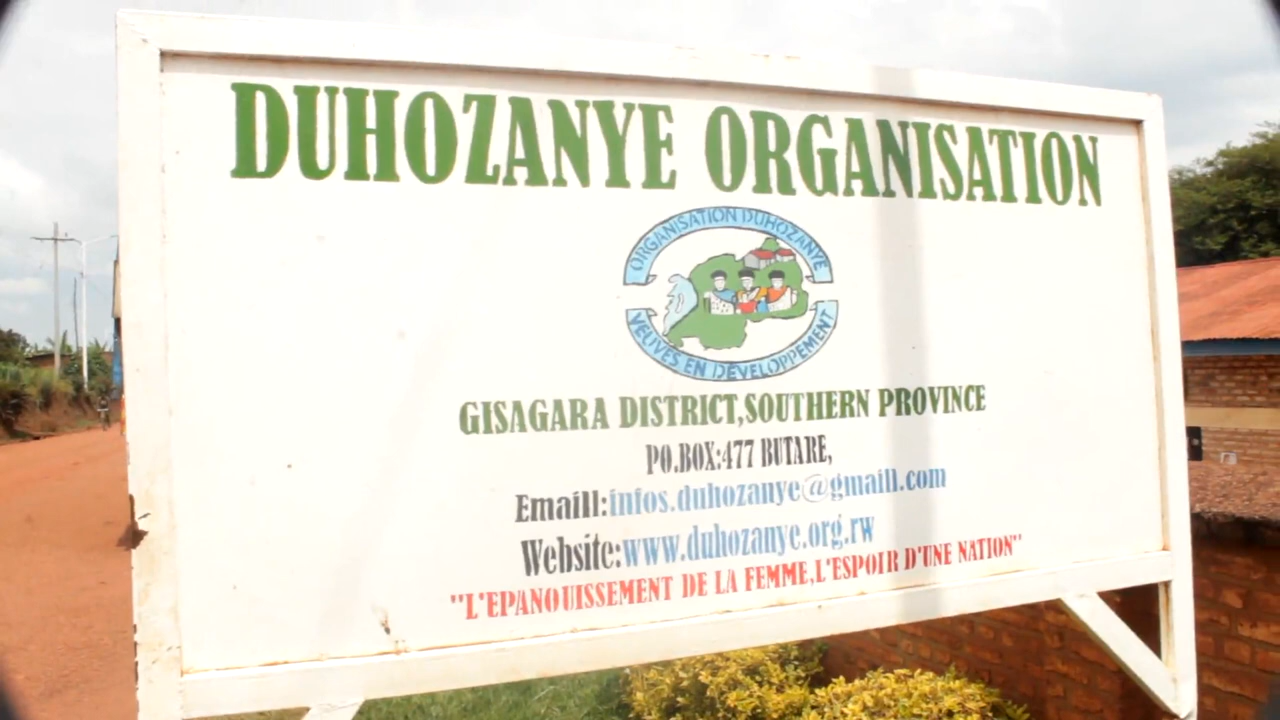 DUHOZANYE ORGANISATION
ORGANISATION DUHOZANYE
VEUVES EN DEVELOPPEMENT
GISAGARA DISTRICT,SOUTHERN PROVINCE
PO.BOX:477 BUTARE,
Emaill:infos.duhozanye@gmaill.com
Website:www.duhozanye.org.rw
"L'EPANOUISSEMENT DE LA FEMME,L'ESPOIR D'UNE NATION"